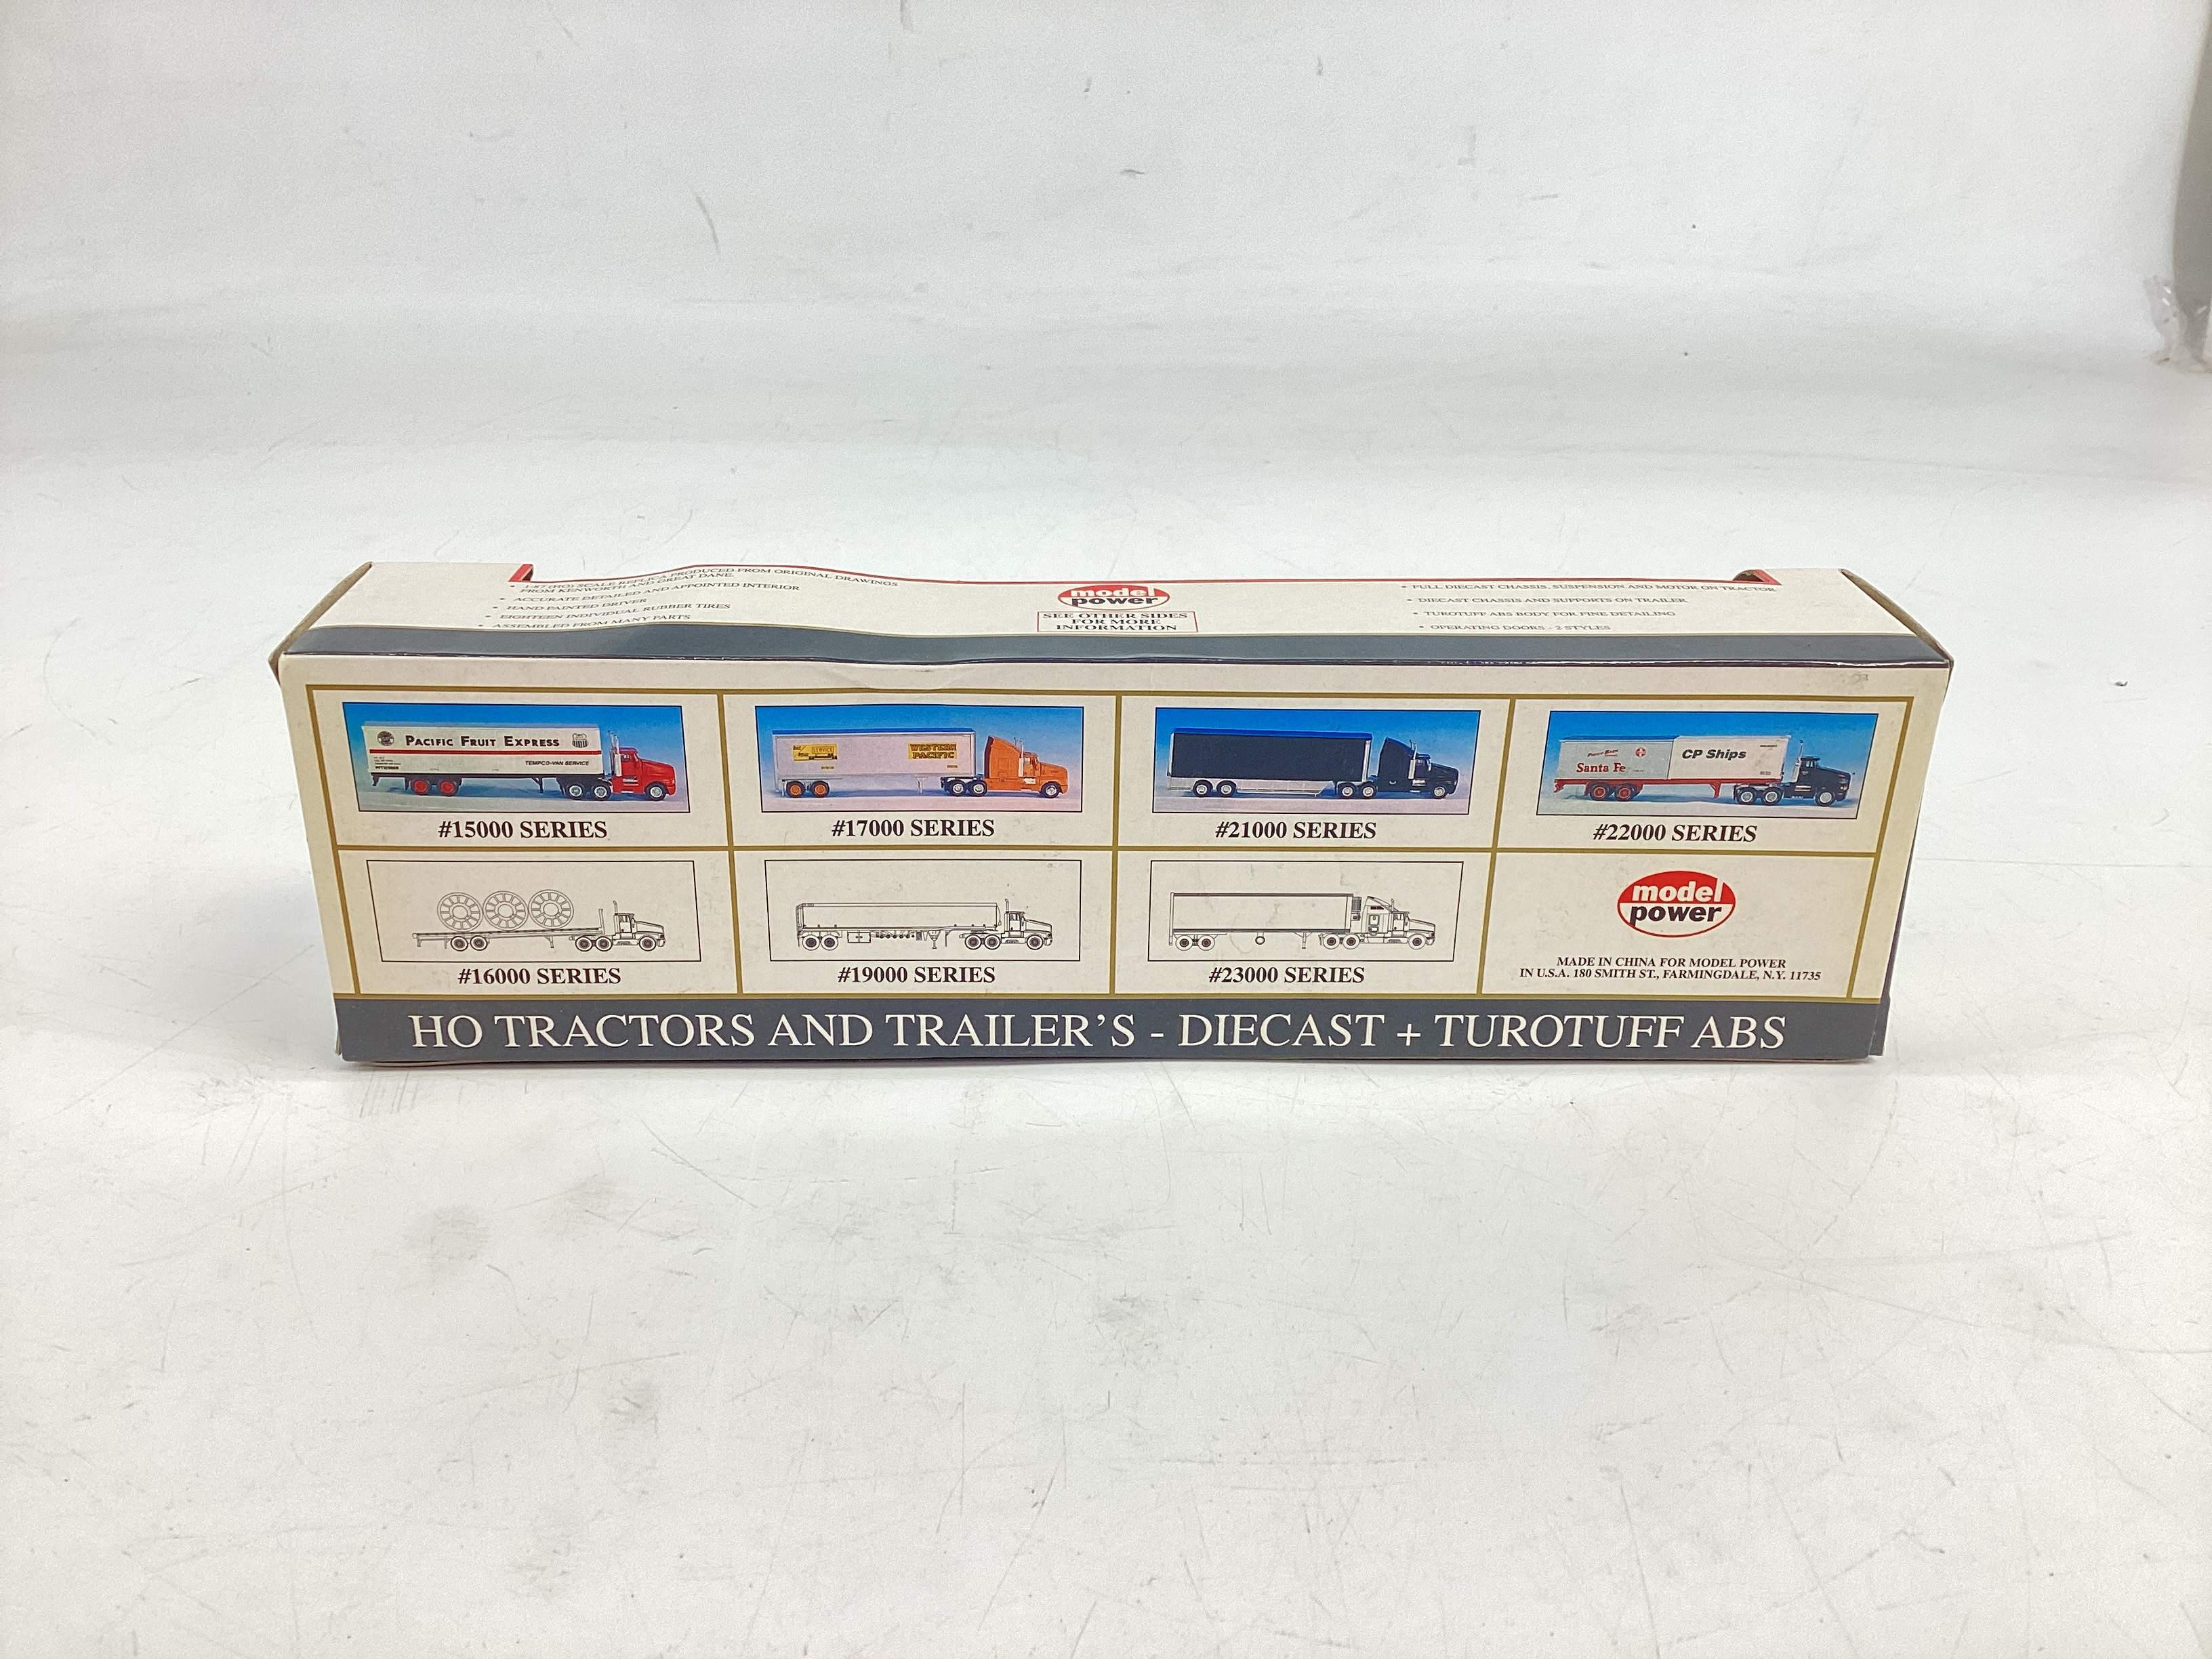 • 1:87 (HO) SCALE REPLICA PRODUCED FROM ORIGINAL DRAWINGS
FROM KENWORTH AND GREAT DANE.
• ACCURATE DETAILED AND APPOINTED INTERIOR
• HAND PAINTED DRIVER
• EIGHTEEN INDIVIDUAL RUBBER TIRES
• ASSEMBLED FROM MANY PARTS
model
power
SEE OTHER SIDES
FOR MORE
INFORMATION
• FULL DIECAST CHASSIS, SUSPENSION AND MOTOR ON TRACTOR
• DIECAST CHASSIS AND SUPPORTS ON TRAILER
• TUROTUFF ABS BODY FOR FINE DETAILING
• OPERATING DOORS - 2 STYLES
PACIFIC FRUIT EXPRESS
TEMPCO-VAN SERVICE
#15000 SERIES
WESTERN
PACIFIC
#17000 SERIES
#21000 SERIES
Santa Fe
CP Ships
#22000 SERIES
#16000 SERIES
#19000 SERIES
#23000 SERIES
model
power
MADE IN CHINA FOR MODEL POWER
IN U.S.A. 180 SMITH ST., FARMINGDALE, N.Y. 11735
HO TRACTORS AND TRAILER'S - DIECAST + TUROTUFF ABS